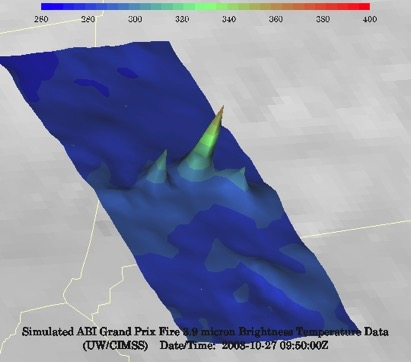 260 280 300 320 340 360 380 400
Simulated ABI Grand Prix Fire 3.9 micron Brightness Temperature Data
(UW/CIMSS) Date/Time: 2003-10-27 09:50:00Z